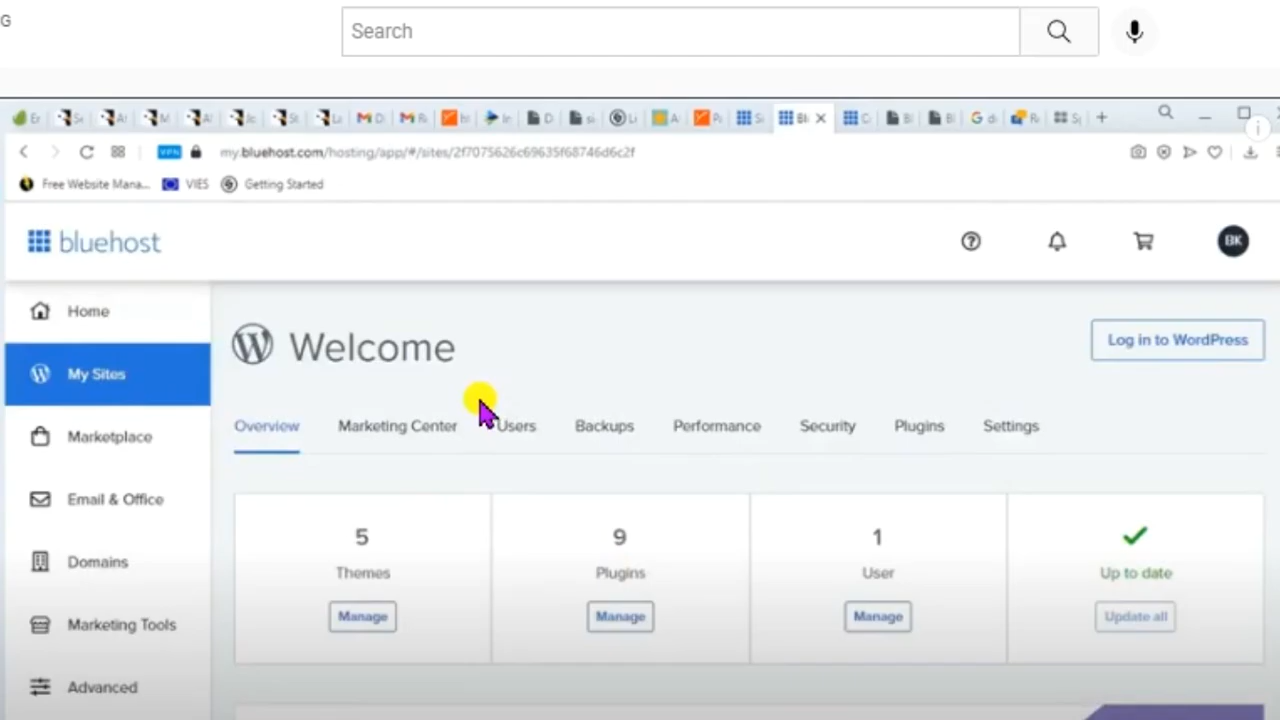 G
Search
VPN my.bluehost.com/hosting/app/#/sites/2f7075626c69635f68746d6c2f
Free Website Mana... VIES Getting Started
bluehost
BK
Home
My Sites
Marketplace
Email & Office
Domains
Marketing Tools
Advanced
Welcome
Log in to WordPress
Overview Marketing Center Users Backups Performance Security Plugins Settings
5 9 1
Themes Plugins User Up to date
Manage Manage Manage Update all